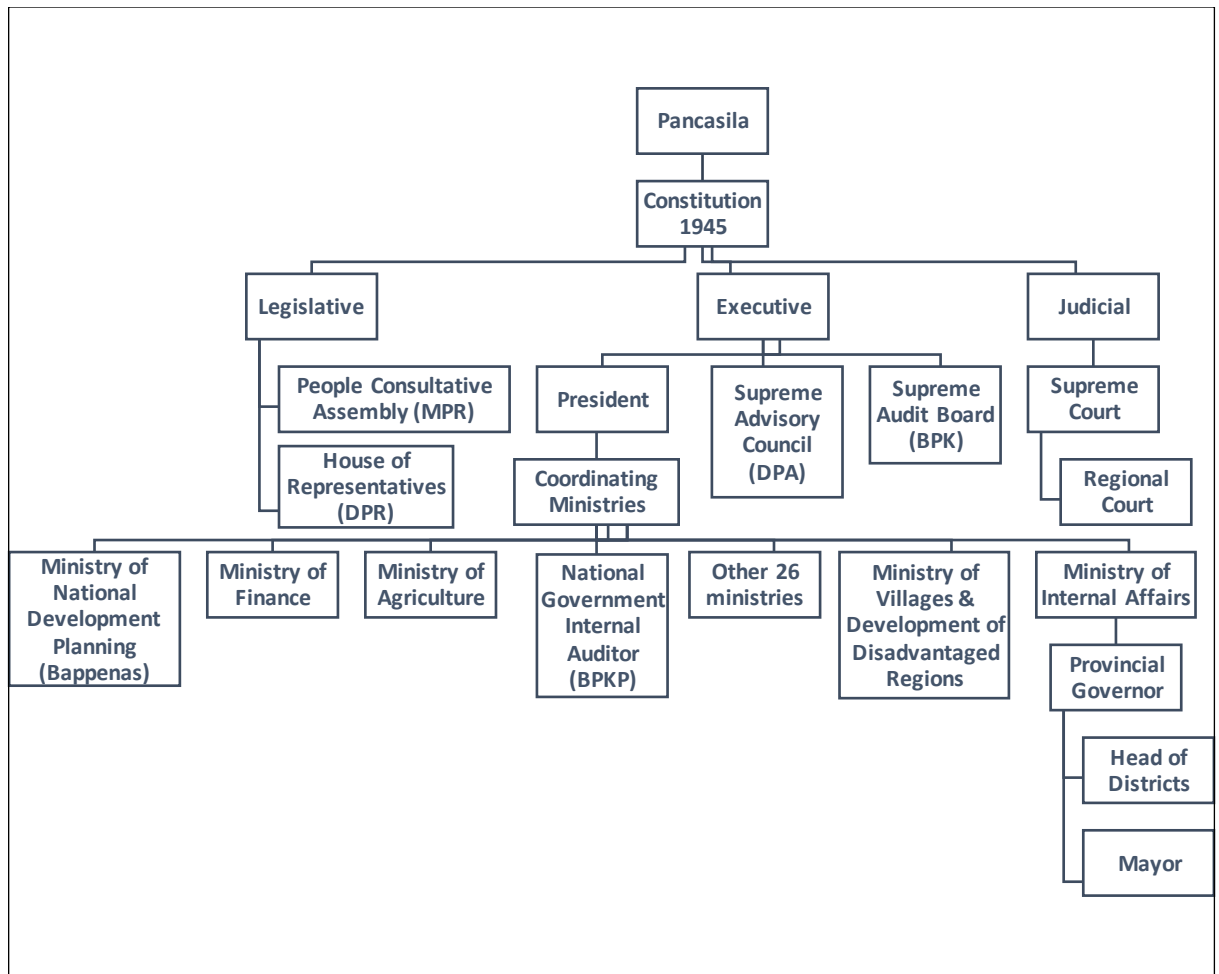 Pancasila
Constitution
1945
Legislative
Executive
Judicial
People Consultative
Assembly (MPR)
House of
Representatives
(DPR)
President
Supreme
Advisory
Council
(DPA)
Supreme
Audit Board
(BPK)
Supreme
Court
Regional
Court
Coordinating
Ministries
Ministry of
National
Development
Planning
(Bappenas)
Ministry of
Finance
Ministry of
Agriculture
National
Government
Internal
Auditor
(BPKP)
Other 26
ministries
Ministry of
Villages &
Development of
Disadvantaged
Regions
Ministry of
Internal Affairs
Provincial
Governor
Head of
Districts
Mayor